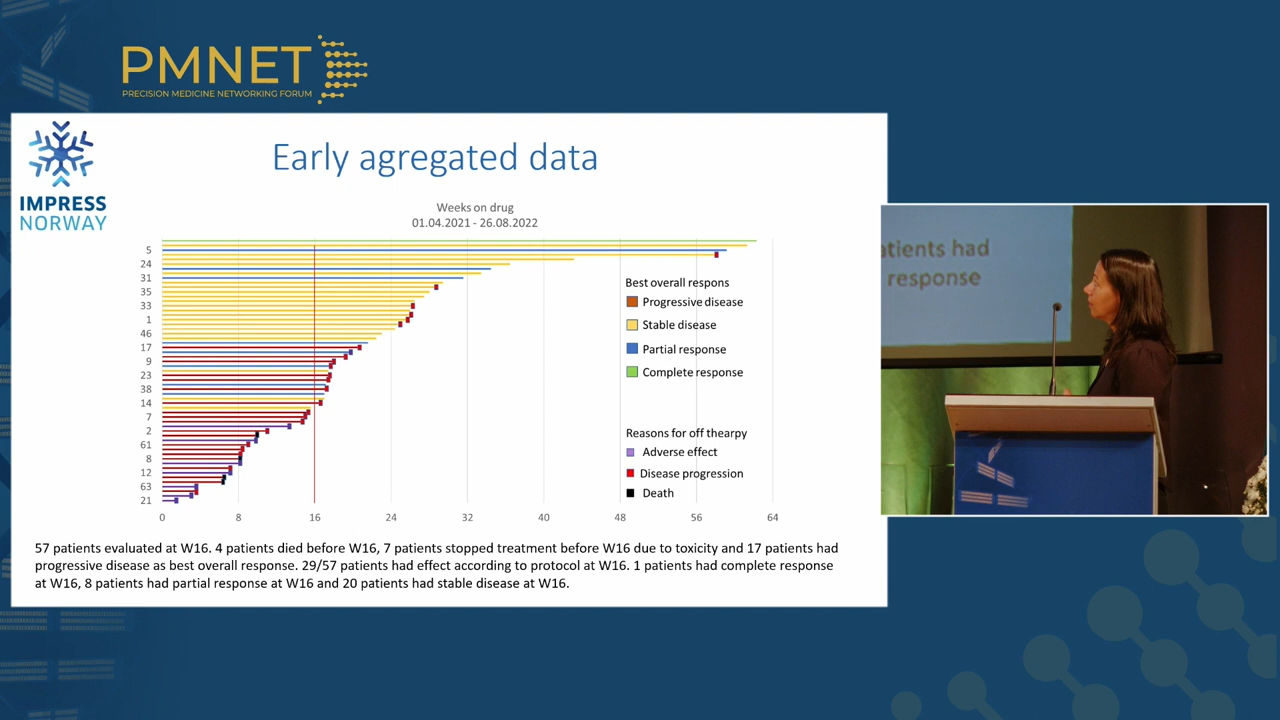 PMNET
PRECISION MEDICINE NETWORKING FORUM
IMPRESS
NORWAY
Early agregated data
Weeks on drug
01.04.2021 - 26.08.2022
5
24
31
35
33
1
46
17
9
23
38
14
7
2
61
8
12
63
21
0 8 16 24 32 40 48 56 64
Best overall respons
Progressive disease
Stable disease
Partial response
Complete response
Reasons for off thearpy
Adverse effect
Disease progression
Death
57 patients evaluated at W16. 4 patients died before W16, 7 patients stopped treatment before W16 due to toxicity and 17 patients had
progressive disease as best overall response. 29/57 patients had effect according to protocol at W16. 1 patients had complete response
at W16, 8 patients had partial response at W16 and 20 patients had stable disease at W16.
atients had
response